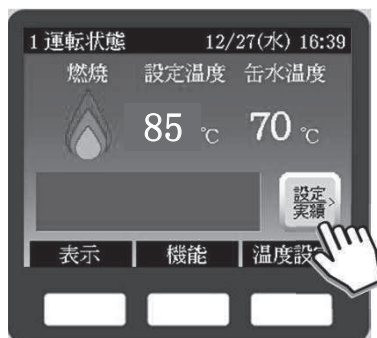 1 運転状態 12/27(水) 16:39
燃焼 設定温度 缶水温度
85 ℃ 70 ℃
設定
実績 >
表示 機能 温度設